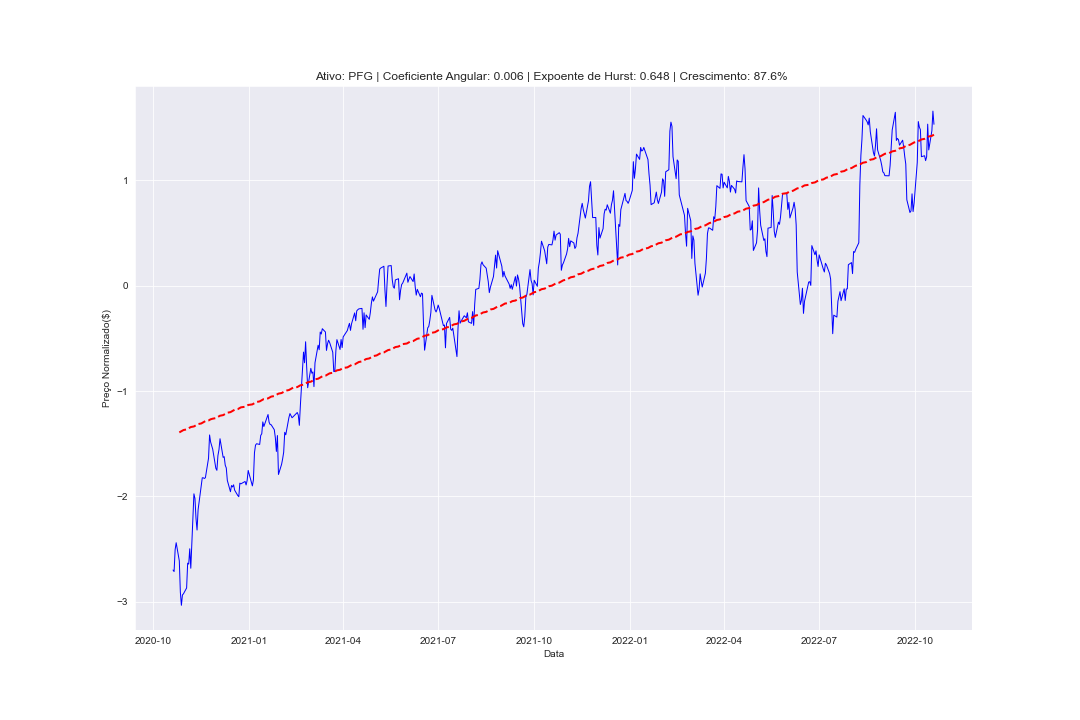 Ativo: PFG | Coeficiente Angular: 0.006 | Expoente de Hurst: 0.648 | Crescimento: 87.6%
Preço Normalizado($)
1
0
−1
−2
−3
2020-10 2021-01 2021-04 2021-07 2021-10 2022-01 2022-04 2022-07 2022-10
Data